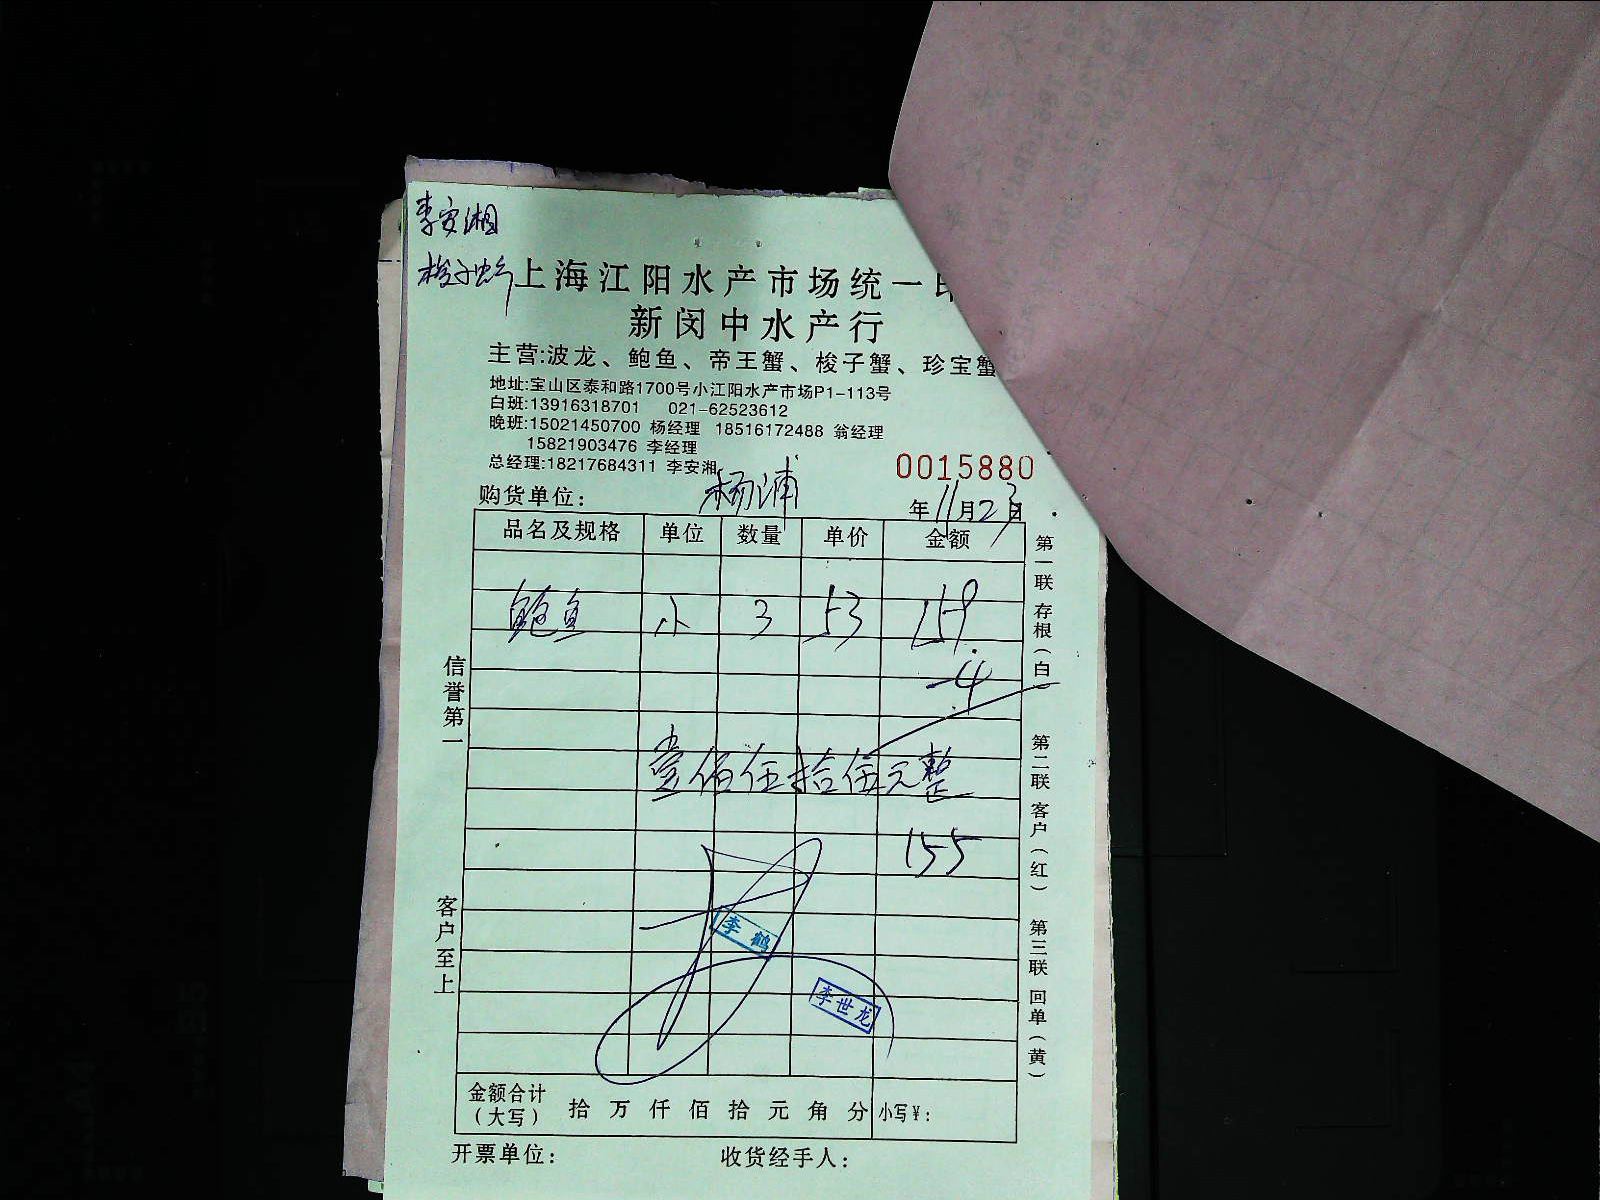 李安湘
梭子蟹
上海江阳水产市场统一
新闵中水产行
主营:波龙、鲍鱼、帝王蟹、梭子蟹、珍宝蟹
地址:宝山区泰和路1700号小江阳水产市场P1-113号
白班:13916318701 021-62523612
晚班:15021450700 杨经理 18516172488 翁经理
15821903476 李经理
总经理:18217684311 李安湘
0015880
购货单位: 杨浦
年11月23日
品名及规格 单位 数量 单价 金额
鲍鱼 小 3 53 159
-4
壹佰伍拾伍元整
155
李鹤
李世龙
金额合计
(大写) 拾 万 仟 佰 拾 元 角 分 小写¥:
开票单位: 收货经手人:
信誉第一
客户至上
第一联 存根(白)
第二联 客户(红)
第三联 回单(黄)